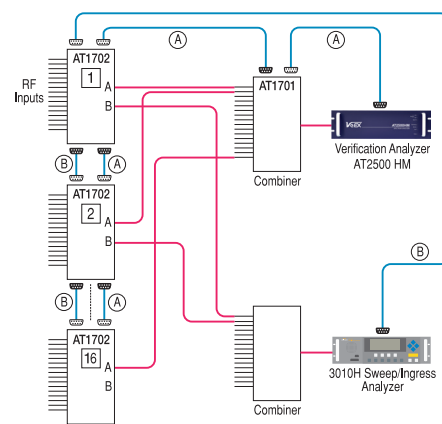 A
A
AT1702
1
A
B
RF
Inputs
AT1701
Combiner
VeEX
Verification Analyzer
AT2500 HM
B
A
AT1702
2
A
B
B
A
AT1702
16
A
B
Combiner
B
3010H Sweep/Ingress
Analyzer